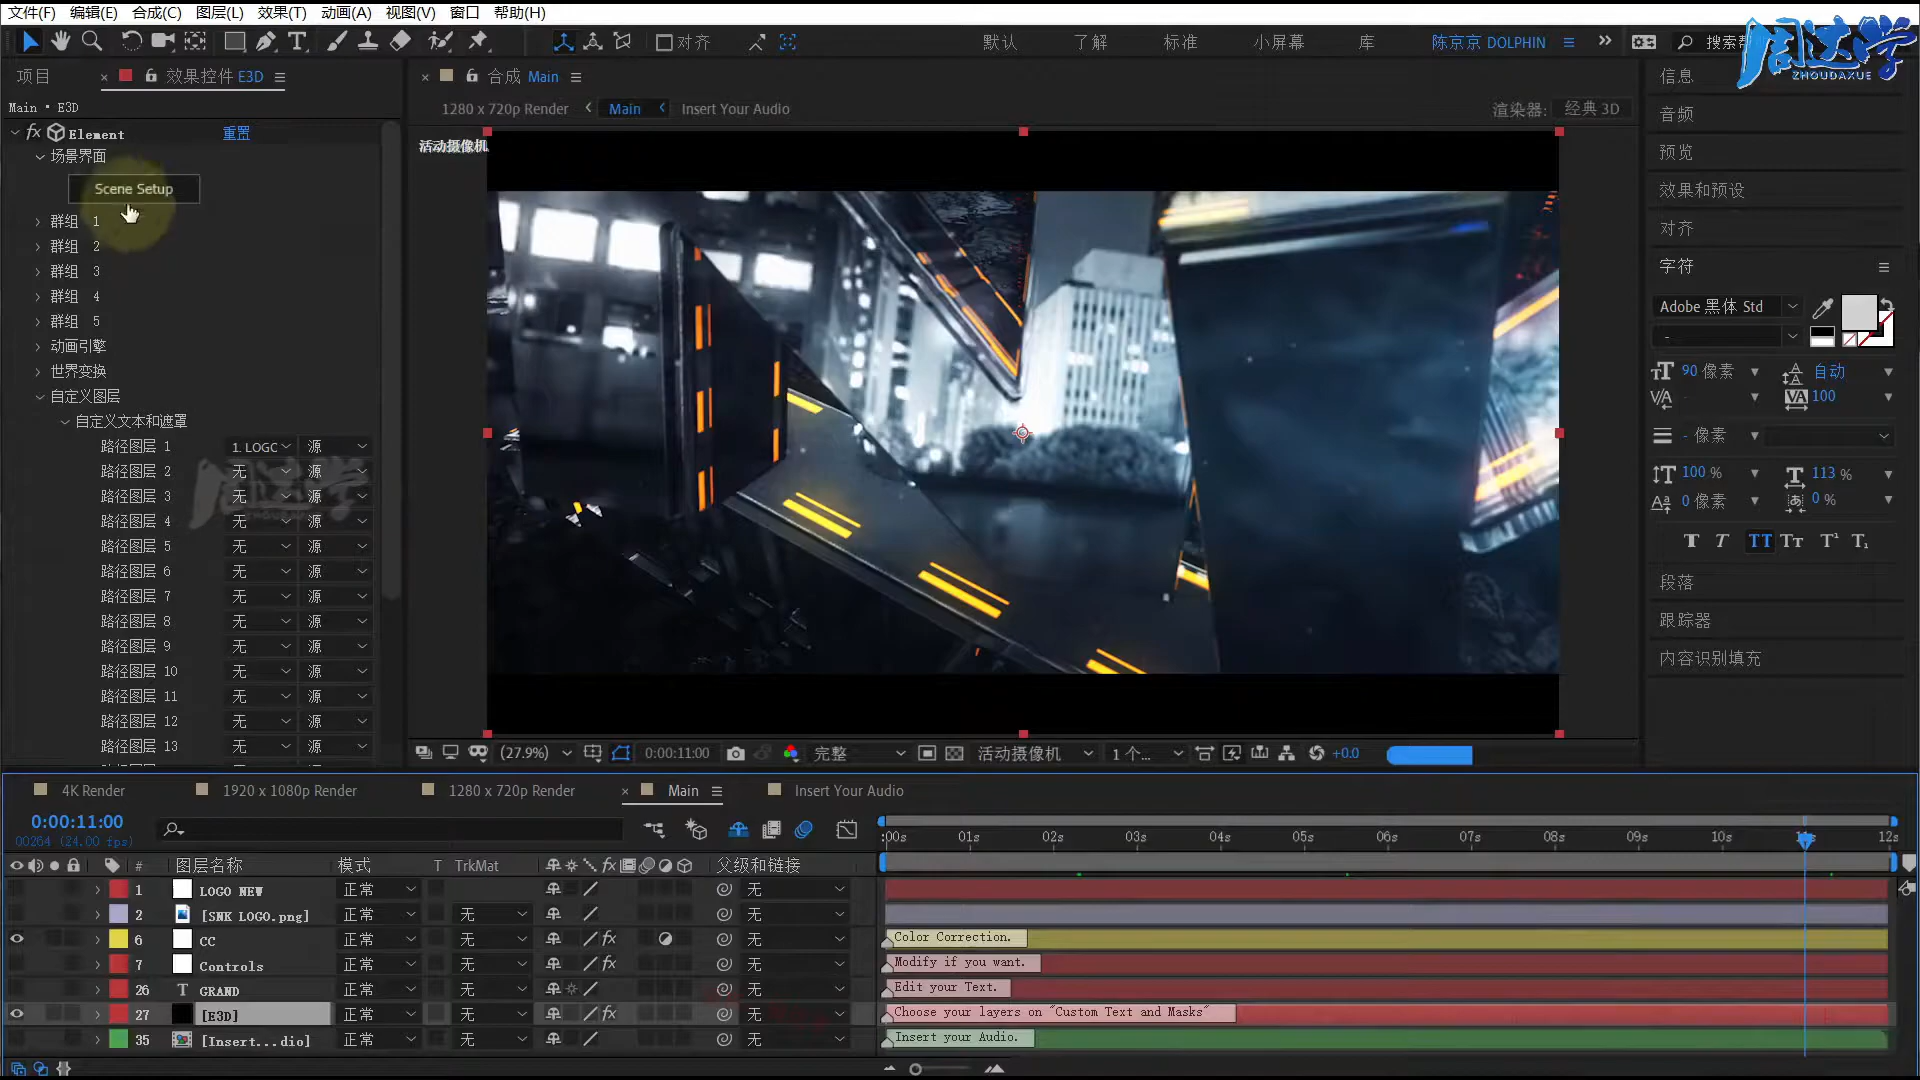 文件(F) 编辑(E) 合成(C) 图层(L) 效果(T) 动画(A) 视图(V) 窗口 帮助(H)
对齐 默认 了解 标准 小屏幕 库 陈京京 DOLPHIN 搜索帮
周达学
ZHOUDAXUE
项目 效果控件 E3D
合成 Main
信息
Main • E3D
1280 x 720p Render Main Insert Your Audio
渲染器: 经典 3D
音频
fx Element 重置
活动摄像机
预览
场景界面
Scene Setup
效果和预设
群组 1
对齐
群组 2
字符
群组 3
群组 4
Adobe 黑体 Std
群组 5
-
动画引擎
世界变换
90 像素 自动
自定义图层
100
自定义文本和遮罩
- 像素
路径图层 1 1. LOGC 源
路径图层 2 无 源
100 % 113 %
路径图层 3 无 源
0 像素 0 %
路径图层 4 无 源
路径图层 5 无 源
T T TT Tт T¹ T₁
路径图层 6 无 源
段落
路径图层 7 无 源
路径图层 8 无 源
跟踪器
路径图层 9 无 源
内容识别填充
路径图层 10 无 源
路径图层 11 无 源
路径图层 12 无 源
路径图层 13 无 源
(27.9%) 0:00:11:00 完整 活动摄像机 1 个... +0.0
4K Render 1920 x 1080p Render 1280 x 720p Render Main Insert Your Audio
0:00:11:00
00264 (24.00 fps)
:00s 01s 02s 03s 04s 05s 06s 07s 08s 09s 10s 12s
# 图层名称 模式 T TrkMat fx 父级和链接
1 LOGO NEW 正常 无
2 [SNK LOGO.png] 正常 无 无
6 CC 正常 无 fx 无 Color Correction.
7 Controls 正常 无 fx 无 Modify if you want.
26 T GRAND 正常 无 无 Edit your Text.
27 [E3D] 正常 无 fx 无 Choose your layers on "Custom Text and Masks"
35 [Insert...dio] 正常 无 无 Insert your Audio.